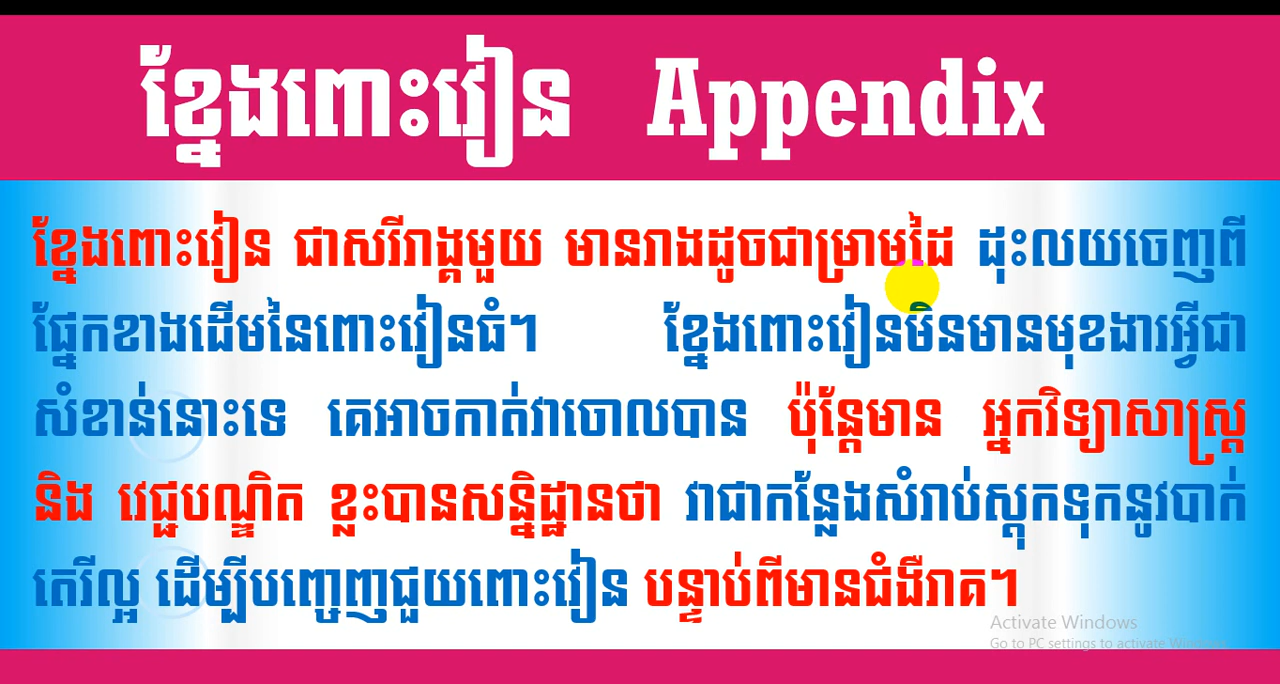 ខ្នែងពោះវៀន Appendix
ខ្នែងពោះវៀន ជាសរីរាង្គមួយ មានរាងដូចជាម្រាមដៃ ដុះលយចេញពី
ផ្នែកខាងដើមនៃពោះវៀនធំ។ ខ្នែងពោះវៀនមិនមានមុខងារអ្វីជា
សំខាន់នោះទេ គេអាចកាត់វាចោលបាន ប៉ុន្តែមាន អ្នកវិទ្យាសាស្ត្រ
និង វេជ្ជបណ្ឌិត ខ្លះបានសន្និដ្ឋានថា វាជាកន្លែងសំរាប់ស្តុកទុកនូវបាក់
តេរីល្អ ដើម្បីបញ្ចេញជួយពោះវៀន បន្ទាប់ពីមានជំងឺរាគ។
Activate Windows
Go to PC settings to activate Windows.